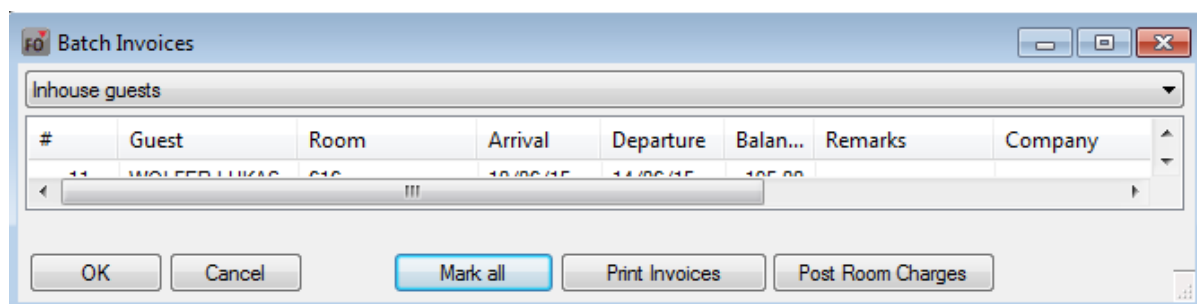 FO Batch Invoices
Inhouse guests
# Guest Room Arrival Departure Balan... Remarks Company
11
OK Cancel Mark all Print Invoices Post Room Charges